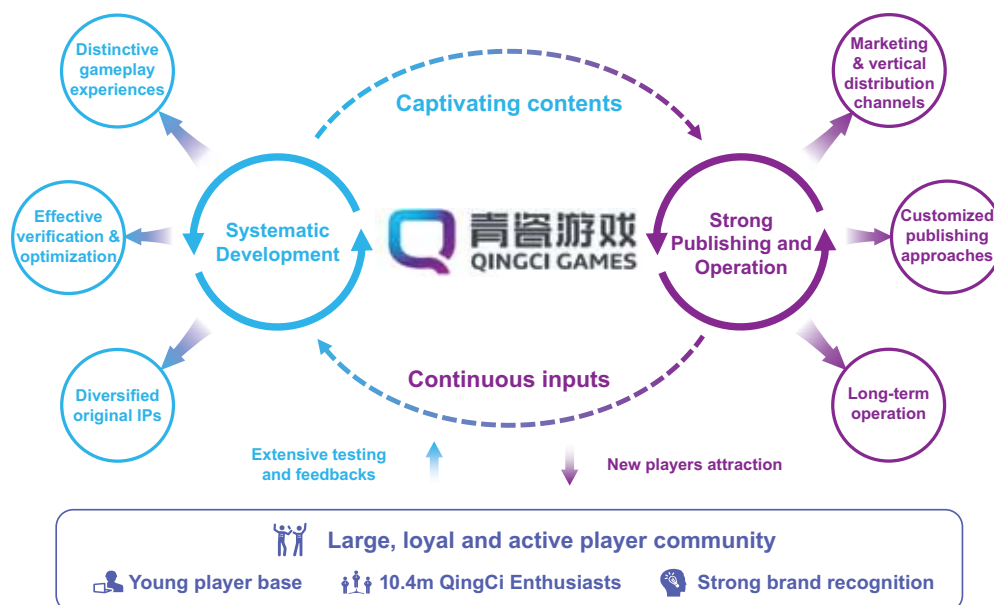 Distinctive
gameplay
experiences
Marketing
& vertical
distribution
channels
Captivating contents
Effective
verification &
optimization
Systematic
Development
青瓷游戏
QINGCI GAMES
Strong
Publishing and
Operation
Customized
publishing
approaches
Continuous inputs
Diversified
original IPs
Long-term
operation
Extensive testing
and feedbacks
New players attraction
Large, loyal and active player community
Young player base
10.4m QingCi Enthusiasts
Strong brand recognition